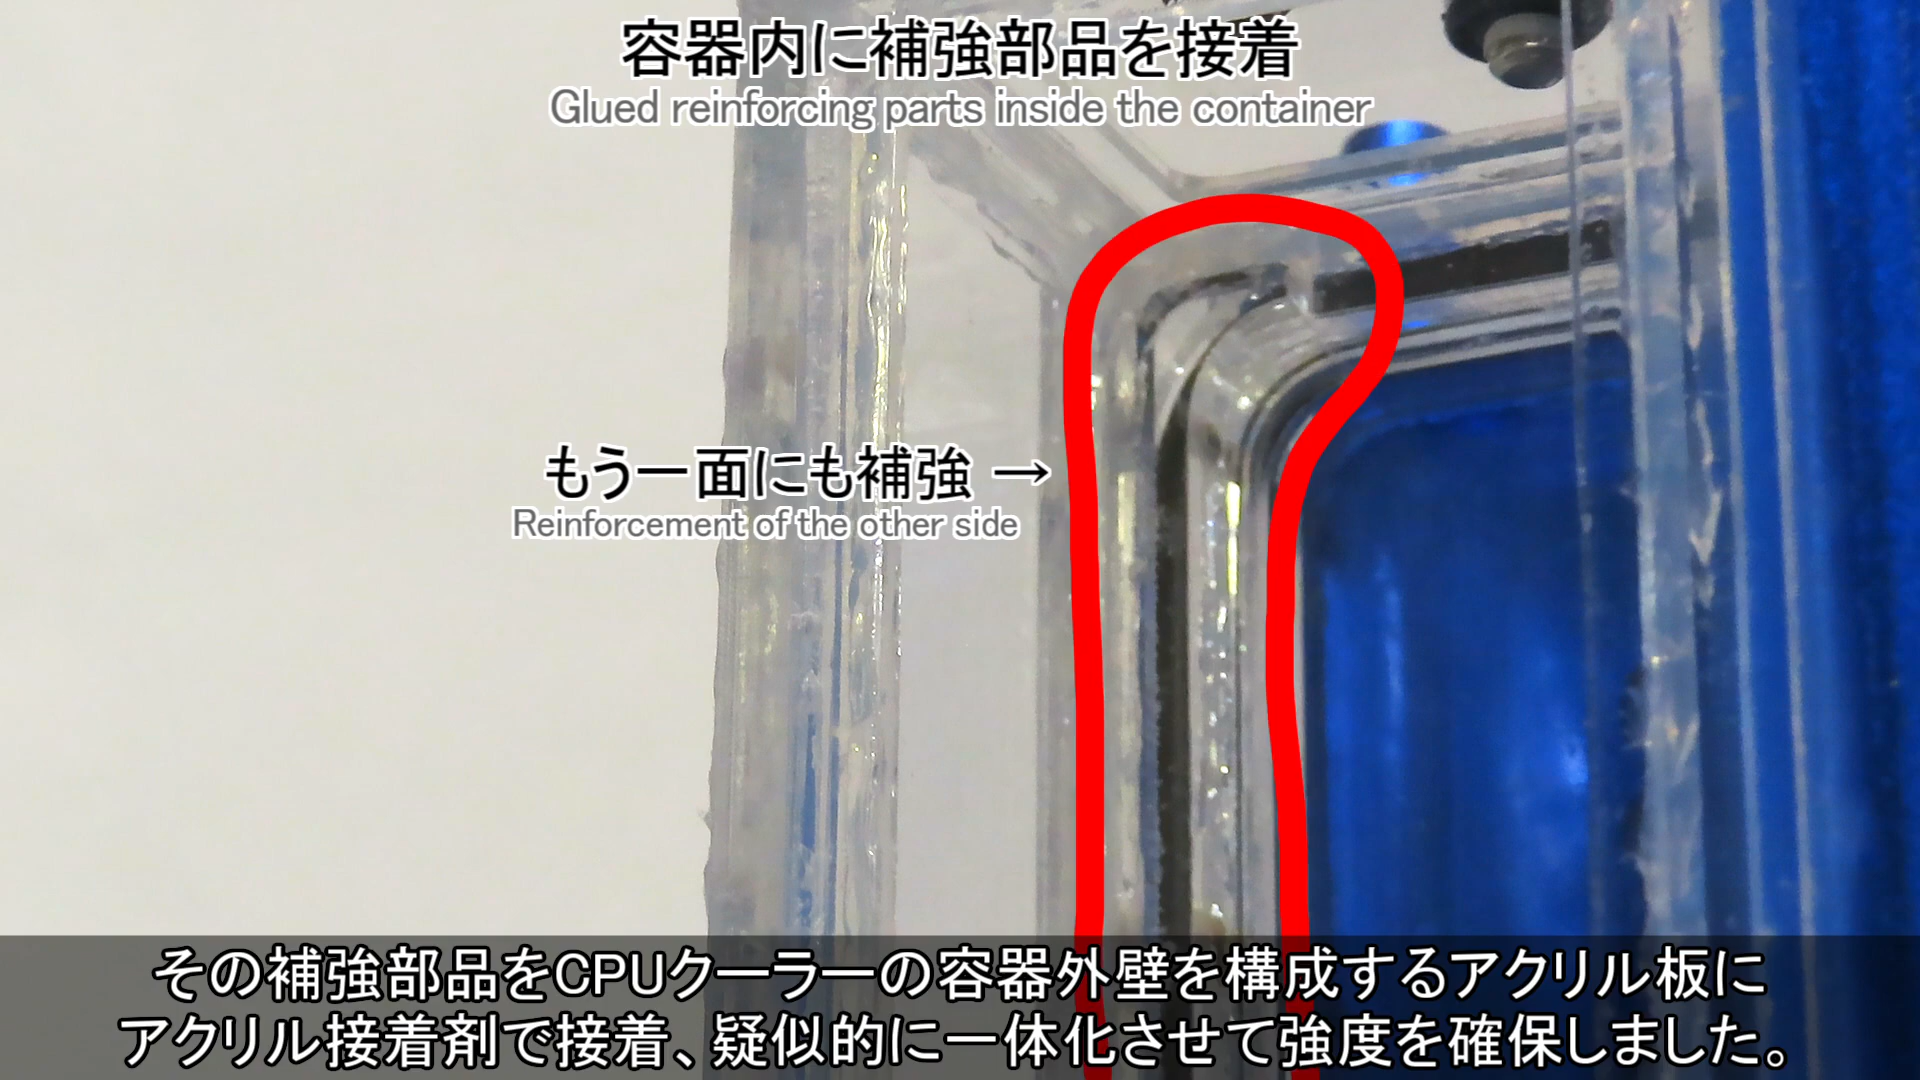 容器内に補強部品を接着
Glued reinforcing parts inside the container
もう一面にも補強 →
Reinforcement of the other side
その補強部品をCPUクーラーの容器外壁を構成するアクリル板に
アクリル接着剤で接着、疑似的に一体化させて強度を確保しました。